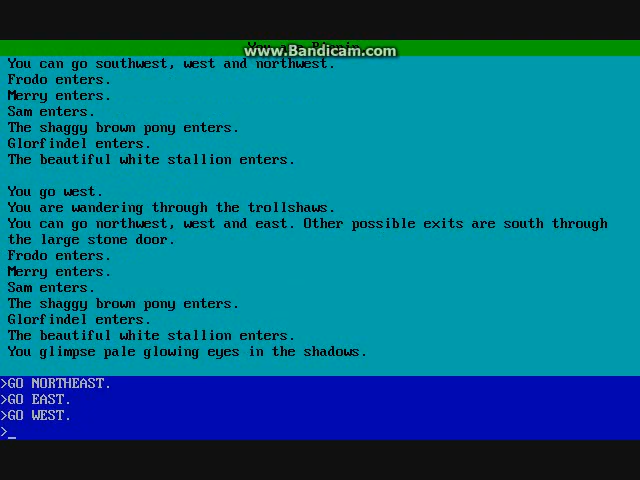 www.Bandicam.com
You can go southwest, west and northwest.
Frodo enters.
Merry enters.
Sam enters.
The shaggy brown pony enters.
Glorfindel enters.
The beautiful white stallion enters.
You go west.
You are wandering through the trollshaws.
You can go northwest, west and east. Other possible exits are south through
the large stone door.
Frodo enters.
Merry enters.
Sam enters.
The shaggy brown pony enters.
Glorfindel enters.
The beautiful white stallion enters.
You glimpse pale glowing eyes in the shadows.
>GO NORTHEAST.
>GO EAST.
>GO WEST.
>_